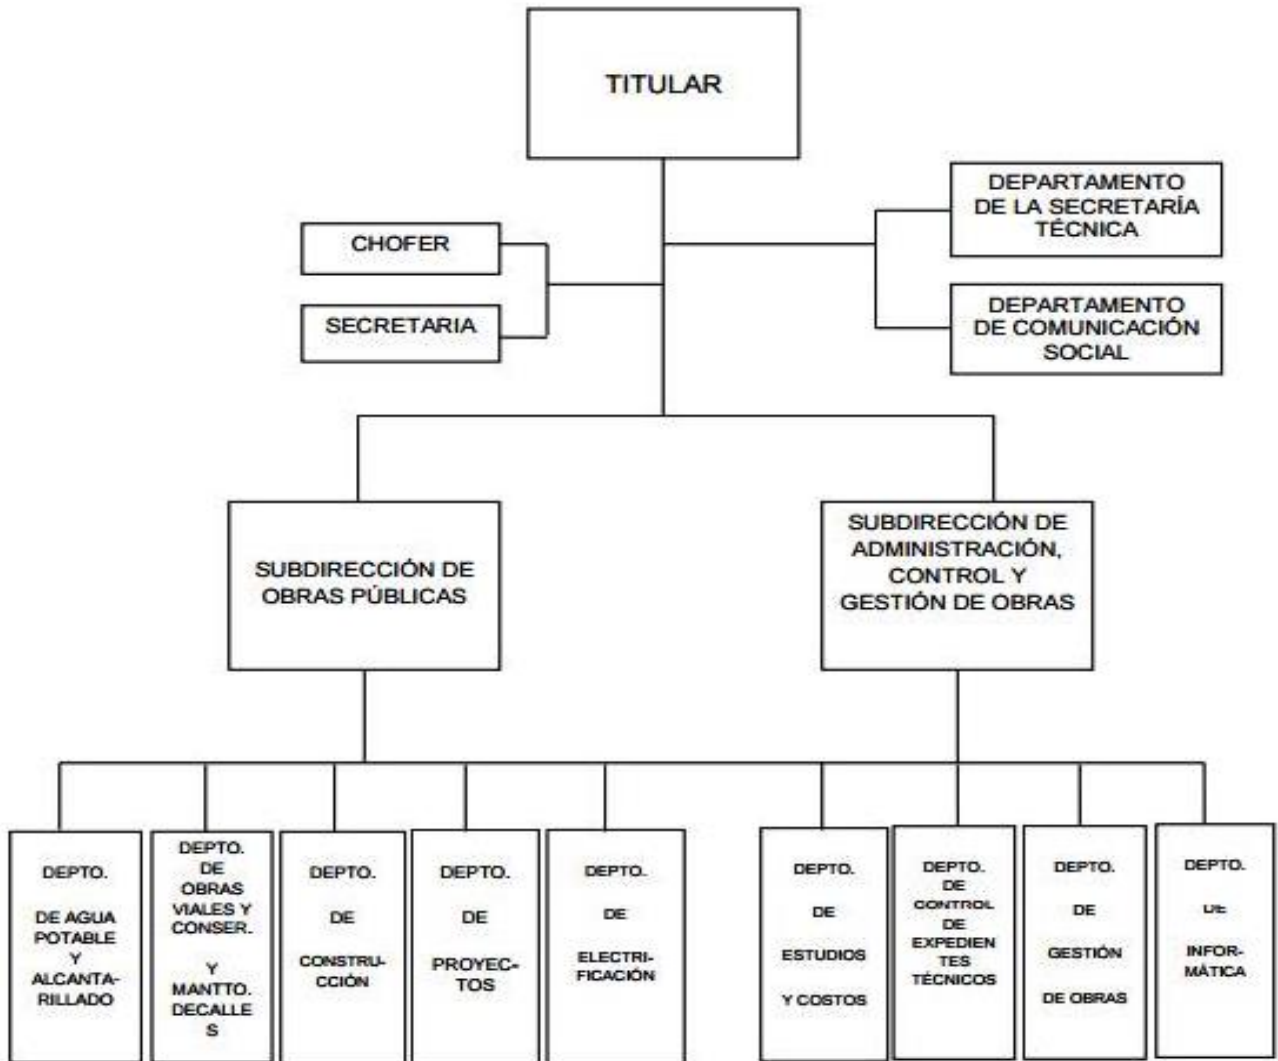 TITULAR
DEPARTAMENTO
DE LA SECRETARÍA
TÉCNICA
CHOFER
SECRETARIA
DEPARTAMENTO
DE COMUNICACIÓN
SOCIAL
SUBDIRECCIÓN DE
OBRAS PÚBLICAS
SUBDIRECCIÓN DE
ADMINISTRACIÓN,
CONTROL Y
GESTIÓN DE OBRAS
DEPTO.
DE AGUA
POTABLE
Y
ALCANTA-
RILLADO
DEPTO.
DE
OBRAS
VIALES Y
CONSER.
Y
MANTTO.
DECALLE
S
DEPTO.
DE
CONSTRU-
CCIÓN
DEPTO.
DE
PROYEC-
TOS
DEPTO.
DE
ELECTRI-
FICACIÓN
DEPTO.
DE
ESTUDIOS
Y COSTOS
DEPTO.
DE
CONTROL
DE
EXPEDIEN
TES
TÉCNICOS
DEPTO.
DE
GESTIÓN
DE OBRAS
DEPTO.
DE
INFOR-
MÁTICA